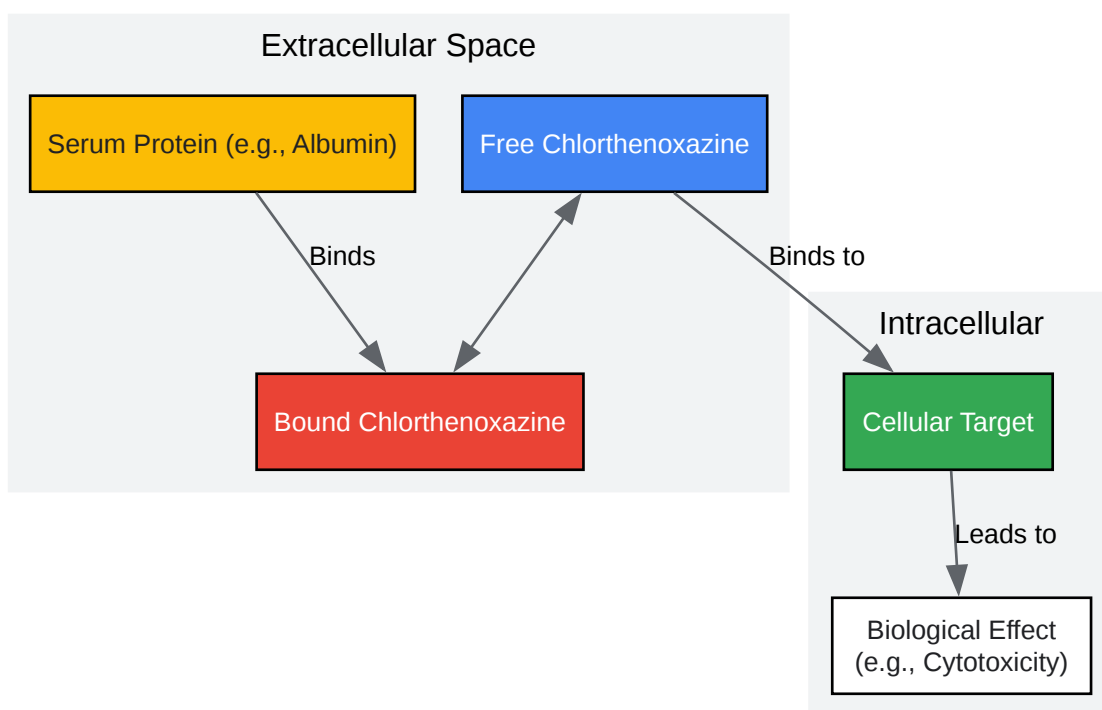 Extracellular Space
Serum Protein (e.g., Albumin)
Free Chlorthenoxazine
Binds
Binds to
Bound Chlorthenoxazine
Intracellular
Cellular Target
Leads to
Biological Effect
(e.g., Cytotoxicity)